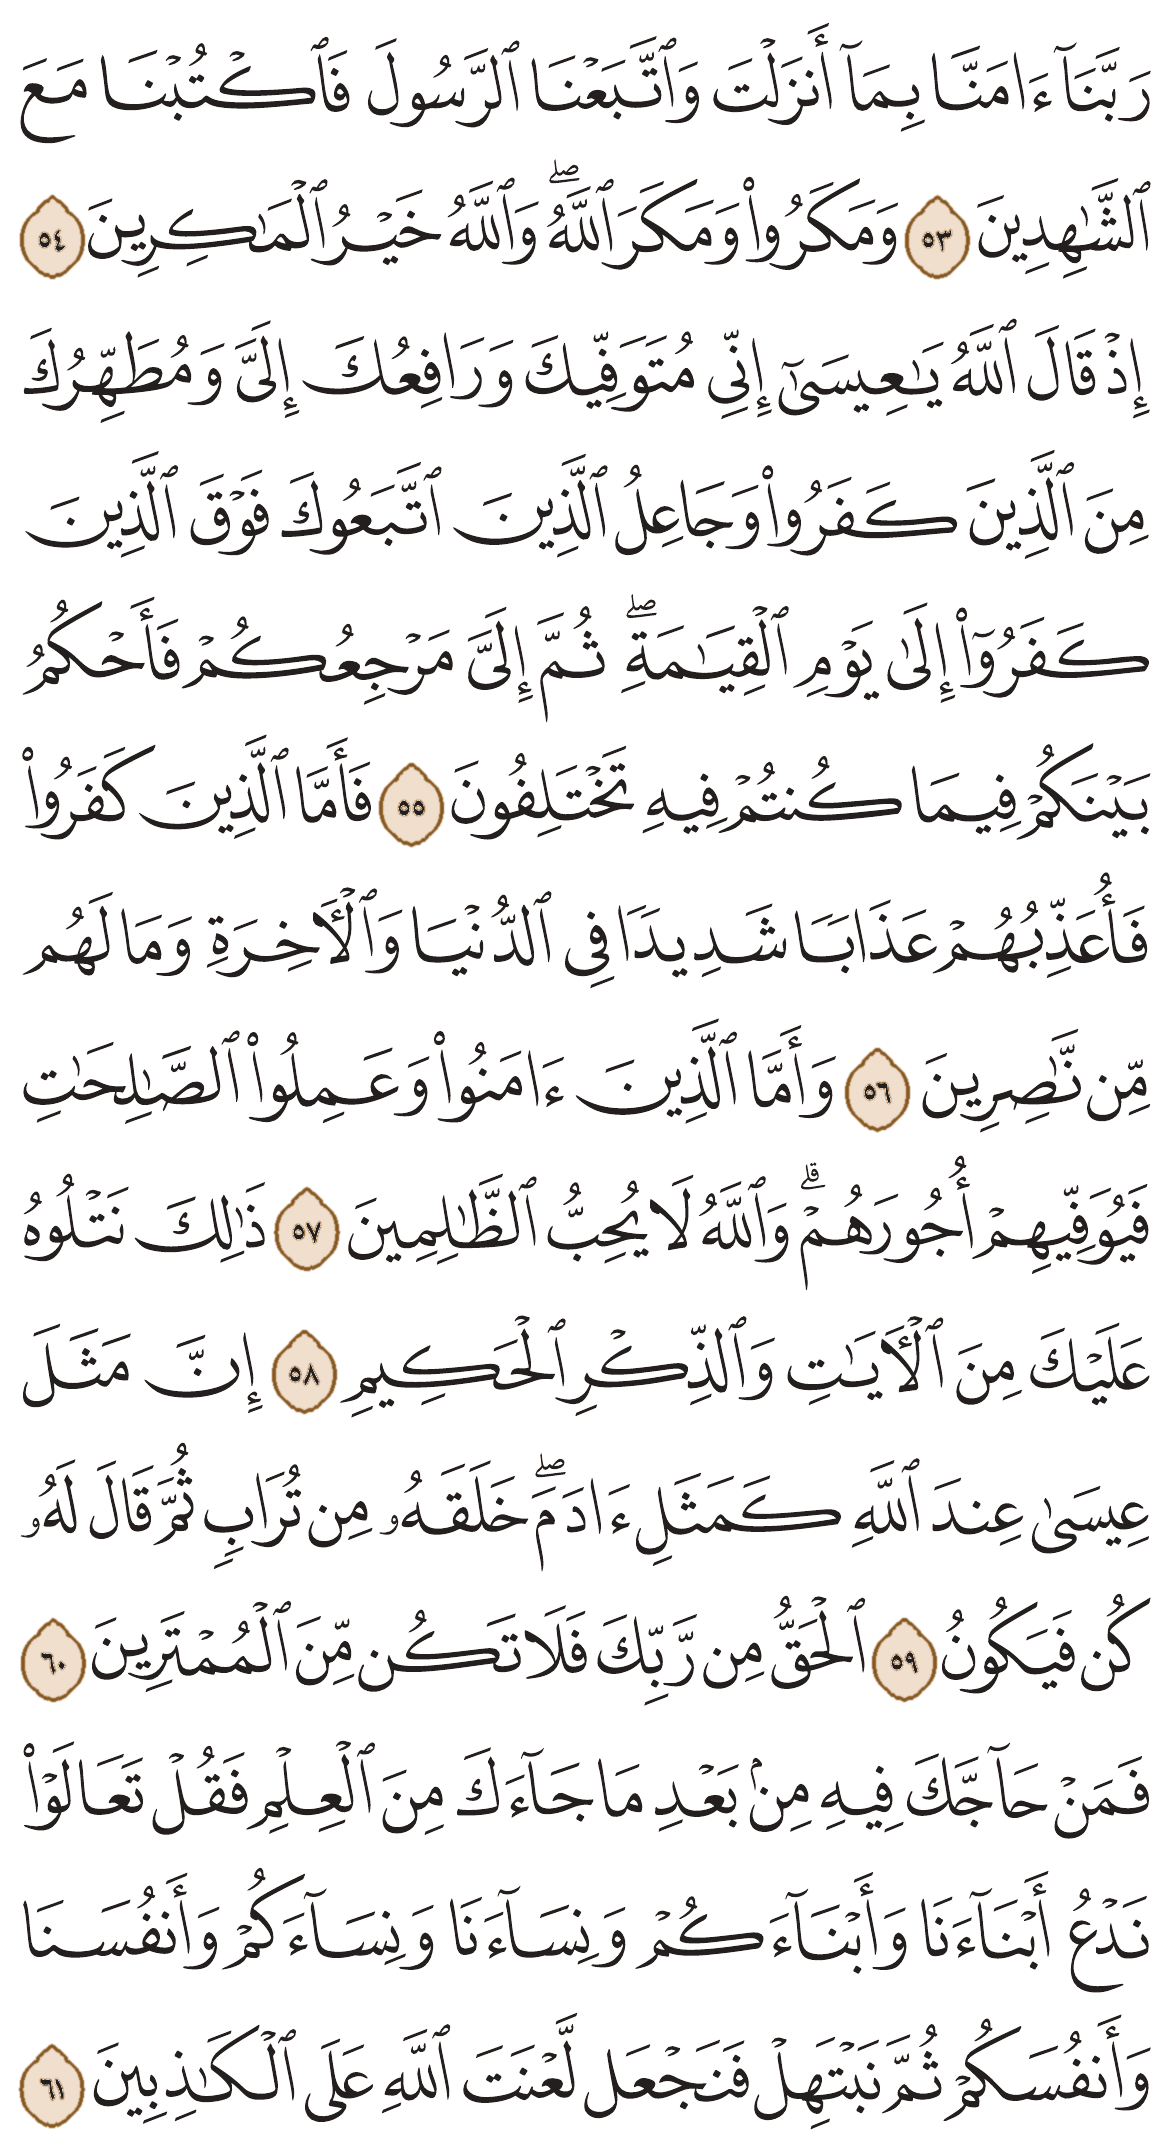 رَبَّنَآ ءَامَنَّا بِمَآ أَنزَلۡتَ وَٱتَّبَعۡنَا ٱلرَّسُولَ فَٱكۡتُبۡنَا مَعَ
ٱلشَّٰهِدِينَ ٥٣ وَمَكَرُواْ وَمَكَرَ ٱللَّهُۖ وَٱللَّهُ خَيۡرُ ٱلۡمَٰكِرِينَ ٥٤
إِذۡ قَالَ ٱللَّهُ يَٰعِيسَىٰٓ إِنِّي مُتَوَفِّيكَ وَرَافِعُكَ إِلَيَّ وَمُطَهِّرُكَ
مِنَ ٱلَّذِينَ كَفَرُواْ وَجَاعِلُ ٱلَّذِينَ ٱتَّبَعُوكَ فَوۡقَ ٱلَّذِينَ
كَفَرُوٓاْ إِلَىٰ يَوۡمِ ٱلۡقِيَٰمَةِۖ ثُمَّ إِلَيَّ مَرۡجِعُكُمۡ فَأَحۡكُمُ
بَيۡنَكُمۡ فِيمَا كُنتُمۡ فِيهِ تَخۡتَلِفُونَ ٥٥ فَأَمَّا ٱلَّذِينَ كَفَرُواْ
فَأُعَذِّبُهُمۡ عَذَابٗا شَدِيدٗا فِي ٱلدُّنۡيَا وَٱلۡأٓخِرَةِ وَمَا لَهُم
مِّن نَّٰصِرِينَ ٥٦ وَأَمَّا ٱلَّذِينَ ءَامَنُواْ وَعَمِلُواْ ٱلصَّٰلِحَٰتِ
فَيُوَفِّيهِمۡ أُجُورَهُمۡۗ وَٱللَّهُ لَا يُحِبُّ ٱلظَّٰلِمِينَ ٥٧ ذَٰلِكَ نَتۡلُوهُ
عَلَيۡكَ مِنَ ٱلۡأٓيَٰتِ وَٱلذِّكۡرِ ٱلۡحَكِيمِ ٥٨ إِنَّ مَثَلَ
عِيسَىٰ عِندَ ٱللَّهِ كَمَثَلِ ءَادَمَۖ خَلَقَهُۥ مِن تُرَابٖ ثُمَّ قَالَ لَهُۥ
كُن فَيَكُونُ ٥٩ ٱلۡحَقُّ مِن رَّبِّكَ فَلَا تَكُن مِّنَ ٱلۡمُمۡتَرِينَ ٦٠
فَمَنۡ حَآجَّكَ فِيهِ مِنۢ بَعۡدِ مَا جَآءَكَ مِنَ ٱلۡعِلۡمِ فَقُلۡ تَعَالَوۡاْ
نَدۡعُ أَبۡنَآءَنَا وَأَبۡنَآءَكُمۡ وَنِسَآءَنَا وَنِسَآءَكُمۡ وَأَنفُسَنَا
وَأَنفُسَكُمۡ ثُمَّ نَبۡتَهِلۡ فَنَجۡعَل لَّعۡنَتَ ٱللَّهِ عَلَى ٱلۡكَٰذِبِينَ ٦١